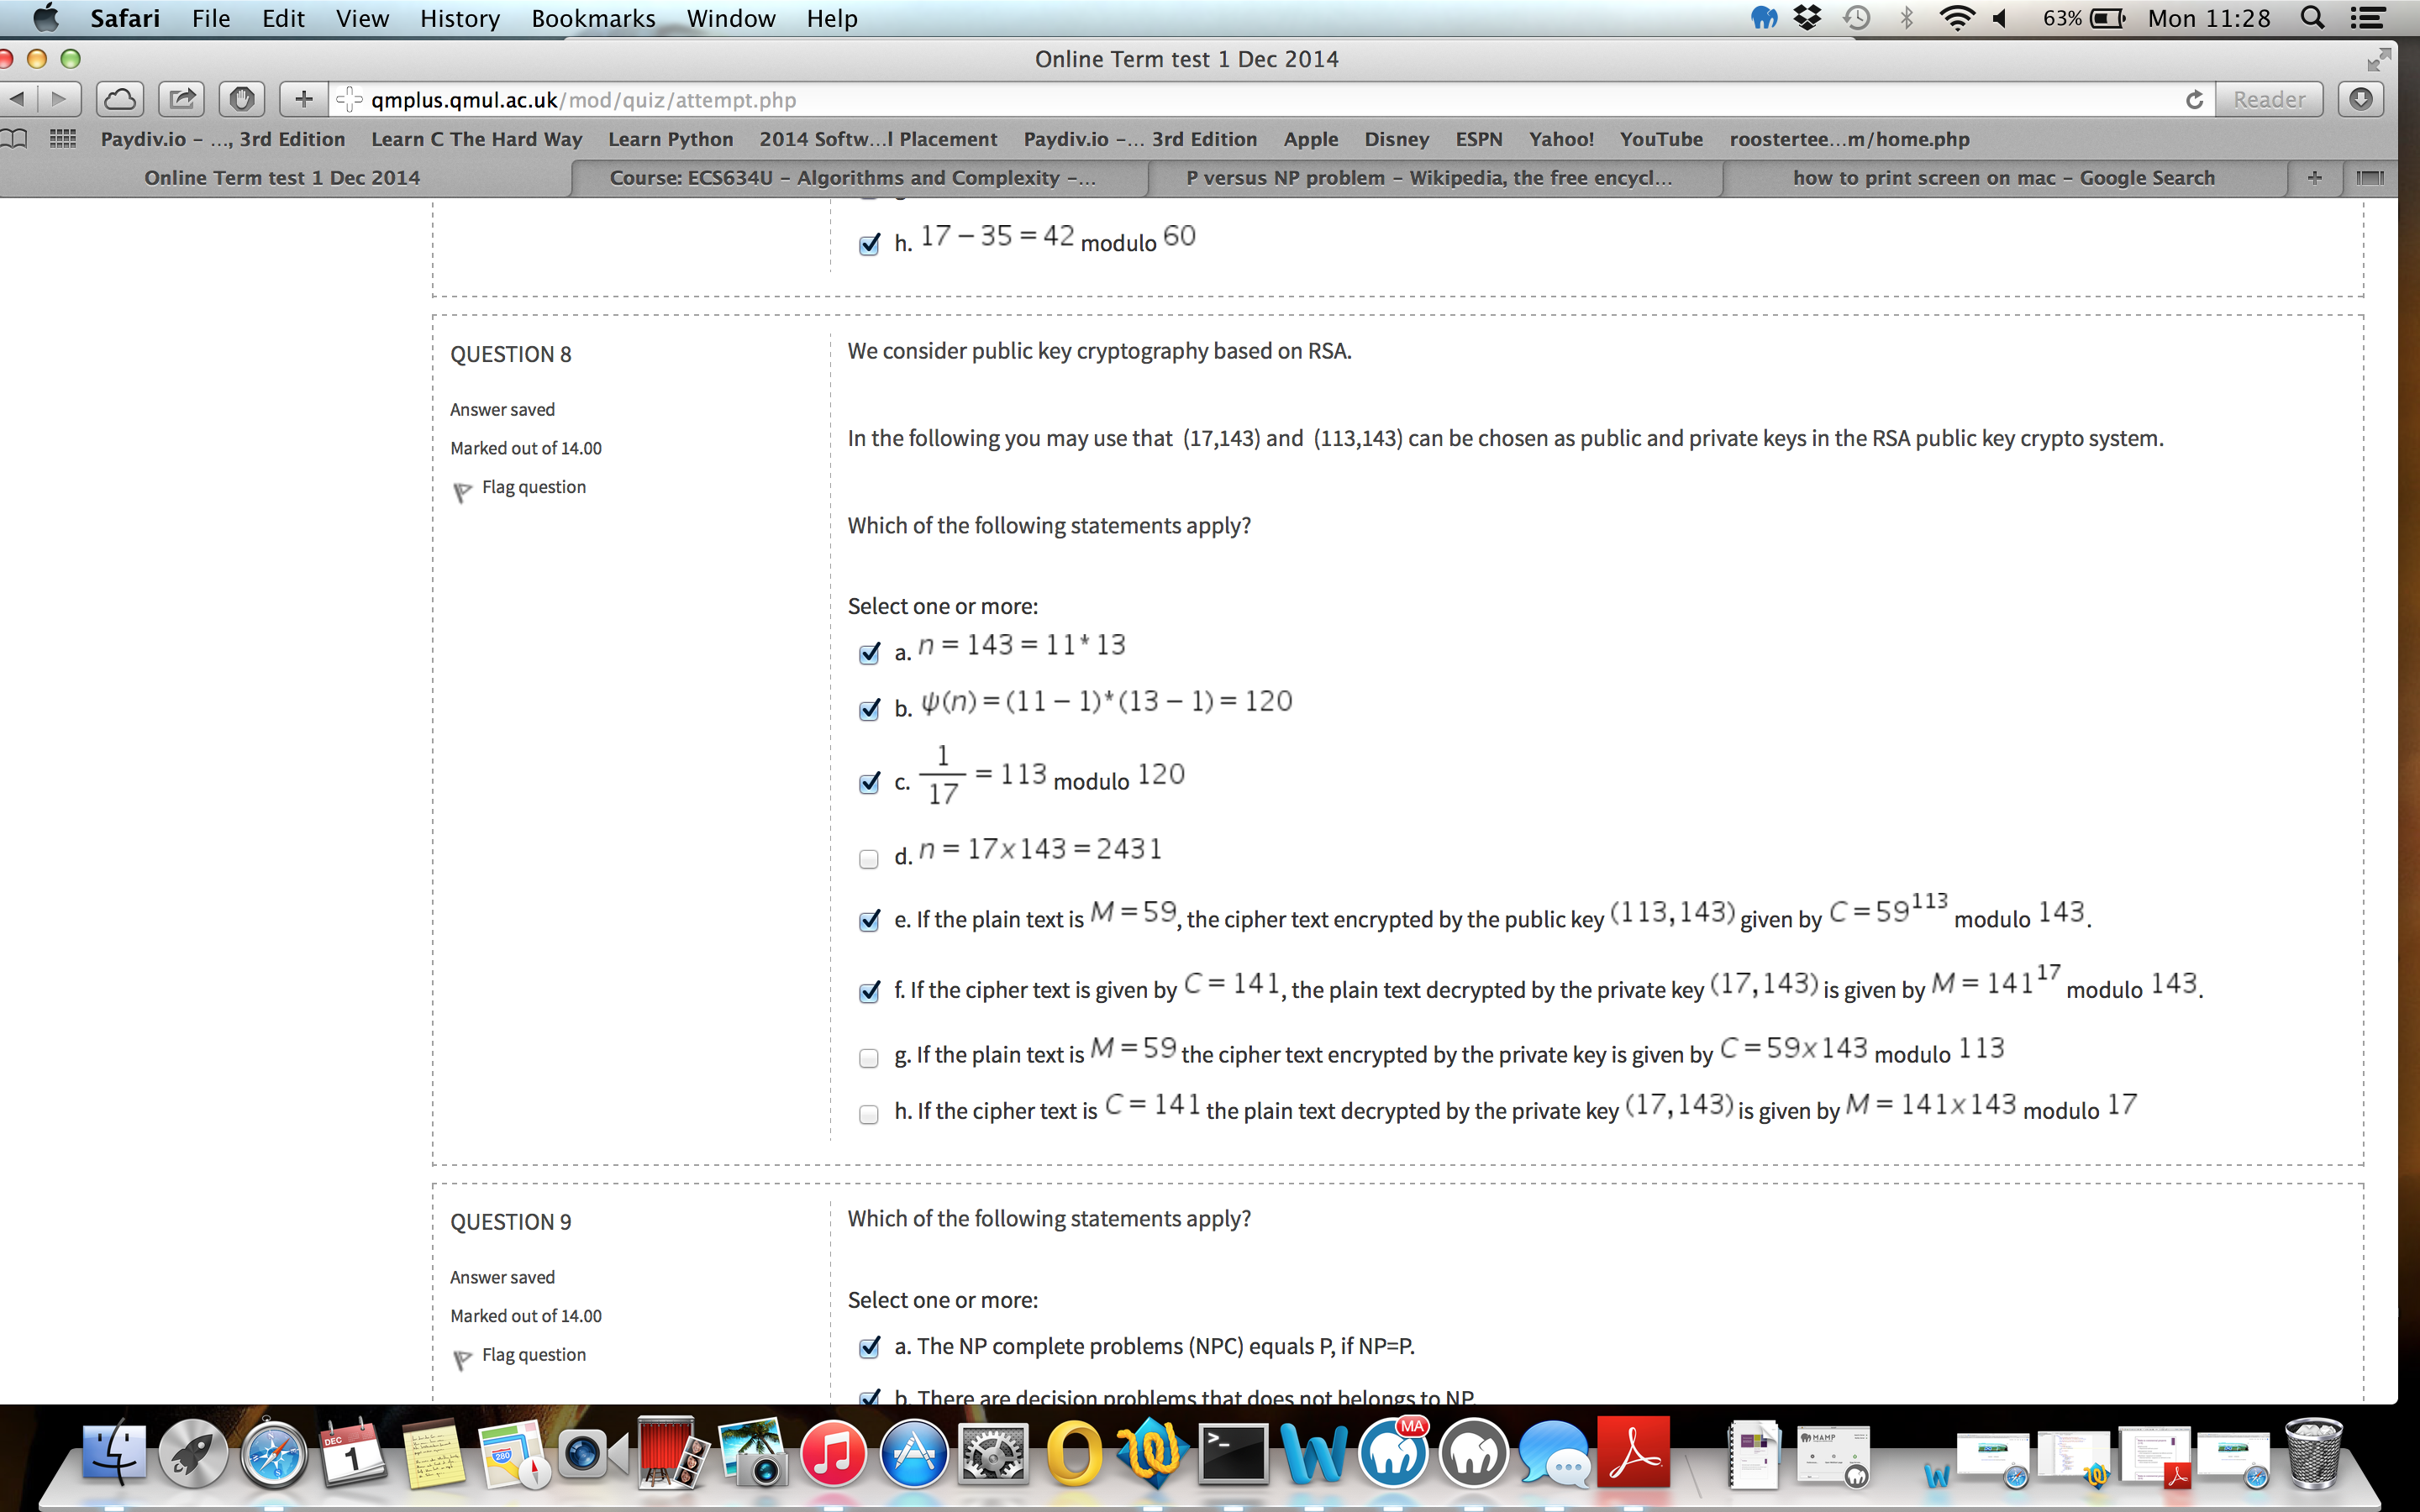 Safari File Edit View History Bookmarks Window Help 63% Mon 11:28
Online Term test 1 Dec 2014
qmplus.qmul.ac.uk/mod/quiz/attempt.php Reader
Paydiv.io – ..., 3rd Edition Learn C The Hard Way Learn Python 2014 Softw...l Placement Paydiv.io –... 3rd Edition Apple Disney ESPN Yahoo! YouTube roostertee...m/home.php
Online Term test 1 Dec 2014 Course: ECS634U – Algorithms and Complexity –... P versus NP problem – Wikipedia, the free encycl... how to print screen on mac – Google Search
h. 17 − 35 = 42 modulo 60
QUESTION 8
Answer saved
Marked out of 14.00
Flag question
We consider public key cryptography based on RSA.
In the following you may use that (17,143) and (113,143) can be chosen as public and private keys in the RSA public key crypto system.
Which of the following statements apply?
Select one or more:
a. n = 143 = 11* 13
b. ψ(n) = (11 − 1)*(13 − 1) = 120
c. 1/17 = 113 modulo 120
d. n = 17x143 = 2431
e. If the plain text is M = 59, the cipher text encrypted by the public key (113,143) given by C = 59^113 modulo 143.
f. If the cipher text is given by C = 141, the plain text decrypted by the private key (17,143) is given by M = 141^17 modulo 143.
g. If the plain text is M = 59 the cipher text encrypted by the private key is given by C = 59x143 modulo 113
h. If the cipher text is C = 141 the plain text decrypted by the private key (17,143) is given by M = 141x143 modulo 17
QUESTION 9
Answer saved
Marked out of 14.00
Flag question
Which of the following statements apply?
Select one or more:
a. The NP complete problems (NPC) equals P, if NP=P.
b. There are decision problems that does not belongs to NP.
DEC
1
280
MA
MAMP